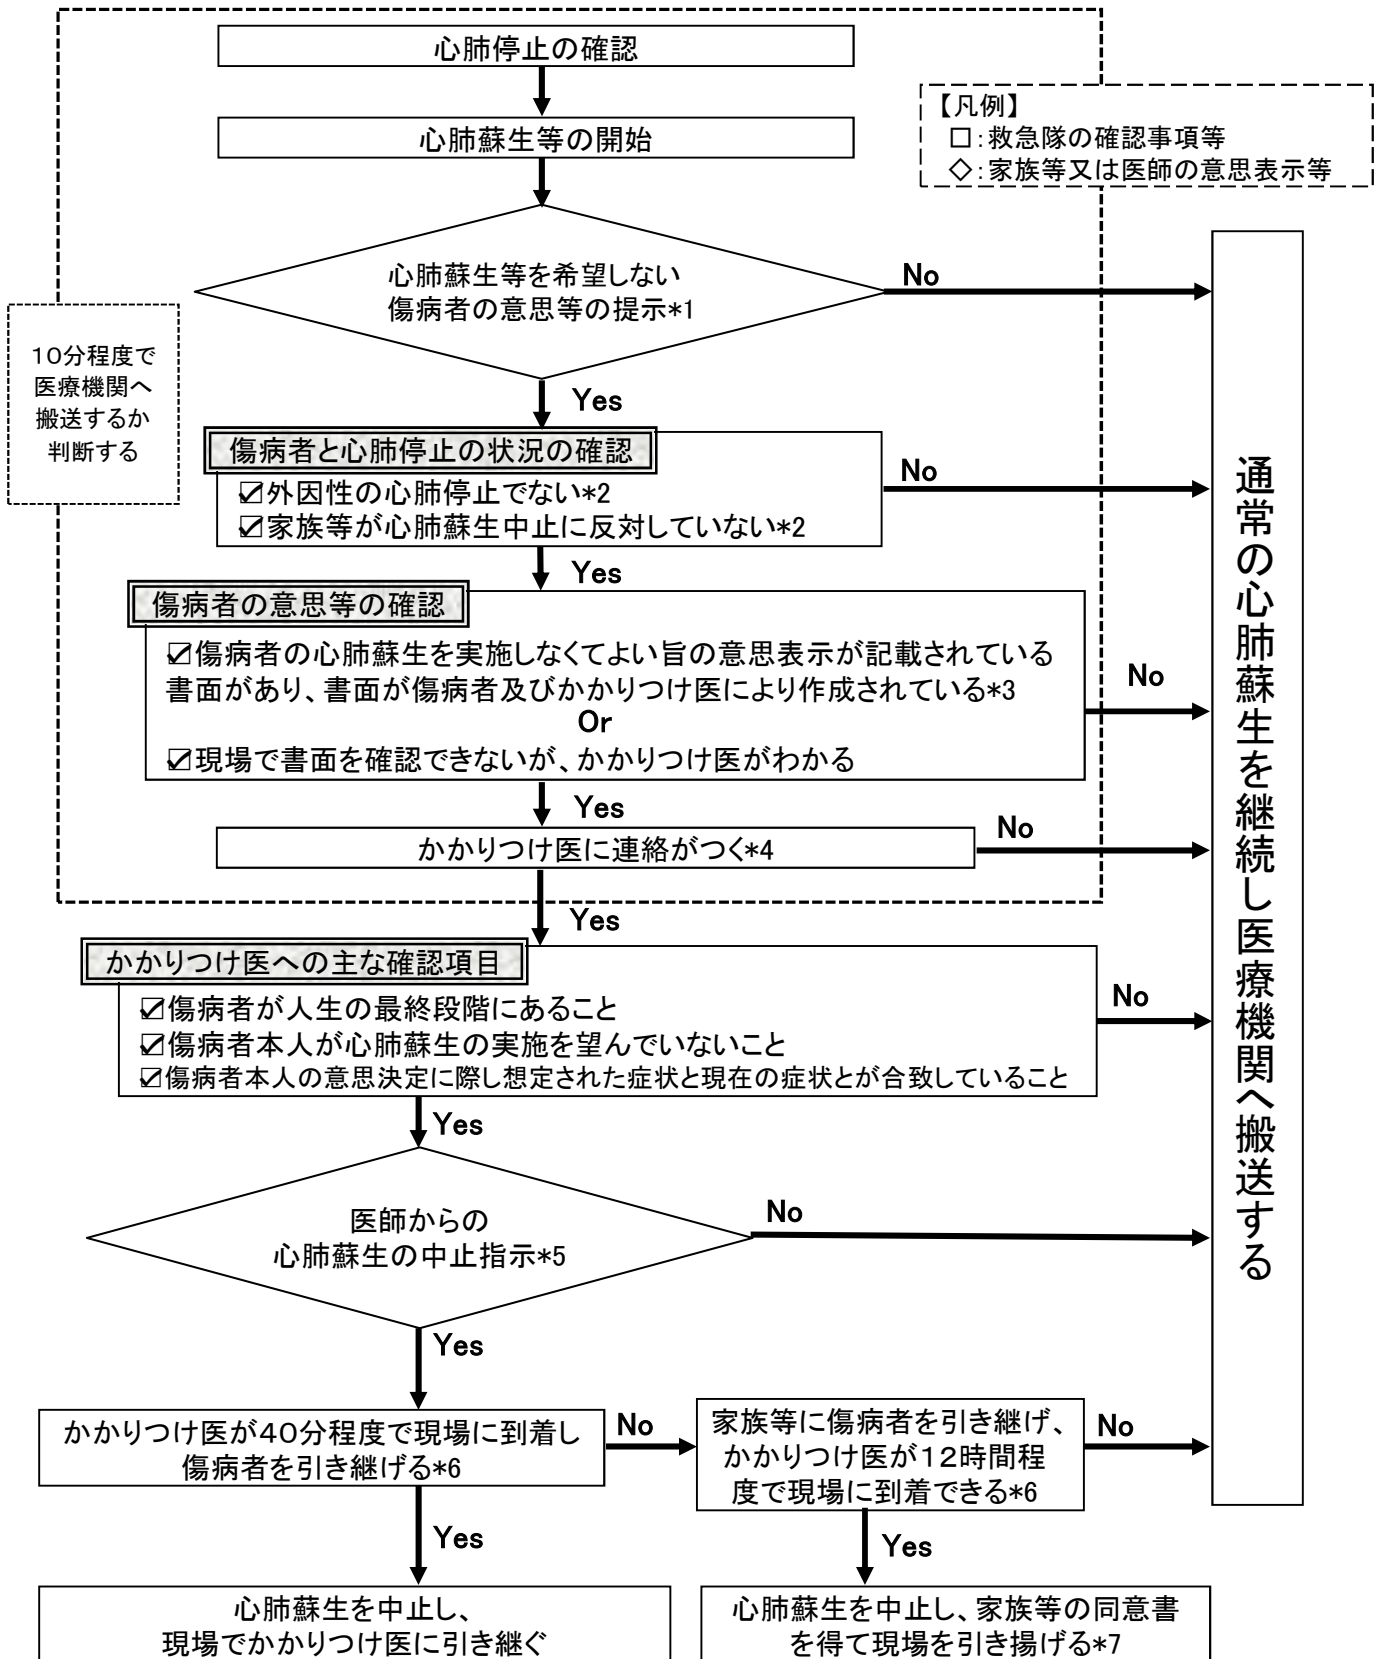 心肺停止の確認
【凡例】
□:救急隊の確認事項等
◇:家族等又は医師の意思表示等
心肺蘇生等の開始
心肺蘇生等を希望しない
傷病者の意思等の提示*1
No
Yes
10分程度で
医療機関へ
搬送するか
判断する
傷病者と心肺停止の状況の確認
☑外因性の心肺停止でない*2
☑家族等が心肺蘇生中止に反対していない*2
No
Yes
傷病者の意思等の確認
☑傷病者の心肺蘇生を実施しなくてよい旨の意思表示が記載されている
書面があり、書面が傷病者及びかかりつけ医により作成されている*3
Or
☑現場で書面を確認できないが、かかりつけ医がわかる
No
Yes
かかりつけ医に連絡がつく*4
No
Yes
かかりつけ医への主な確認項目
☑傷病者が人生の最終段階にあること
☑傷病者本人が心肺蘇生の実施を望んでいないこと
☑傷病者本人の意思決定に際し想定された症状と現在の症状とが合致していること
No
Yes
医師からの
心肺蘇生の中止指示*5
No
Yes
かかりつけ医が40分程度で現場に到着し
傷病者を引き継げる*6
No
Yes
家族等に傷病者を引き継げ、
かかりつけ医が12時間程
度で現場に到着できる*6
No
Yes
心肺蘇生を中止し、
現場でかかりつけ医に引き継ぐ
心肺蘇生を中止し、家族等の同意書
を得て現場を引き揚げる*7
通常の心肺蘇生を継続し医療機関へ搬送する